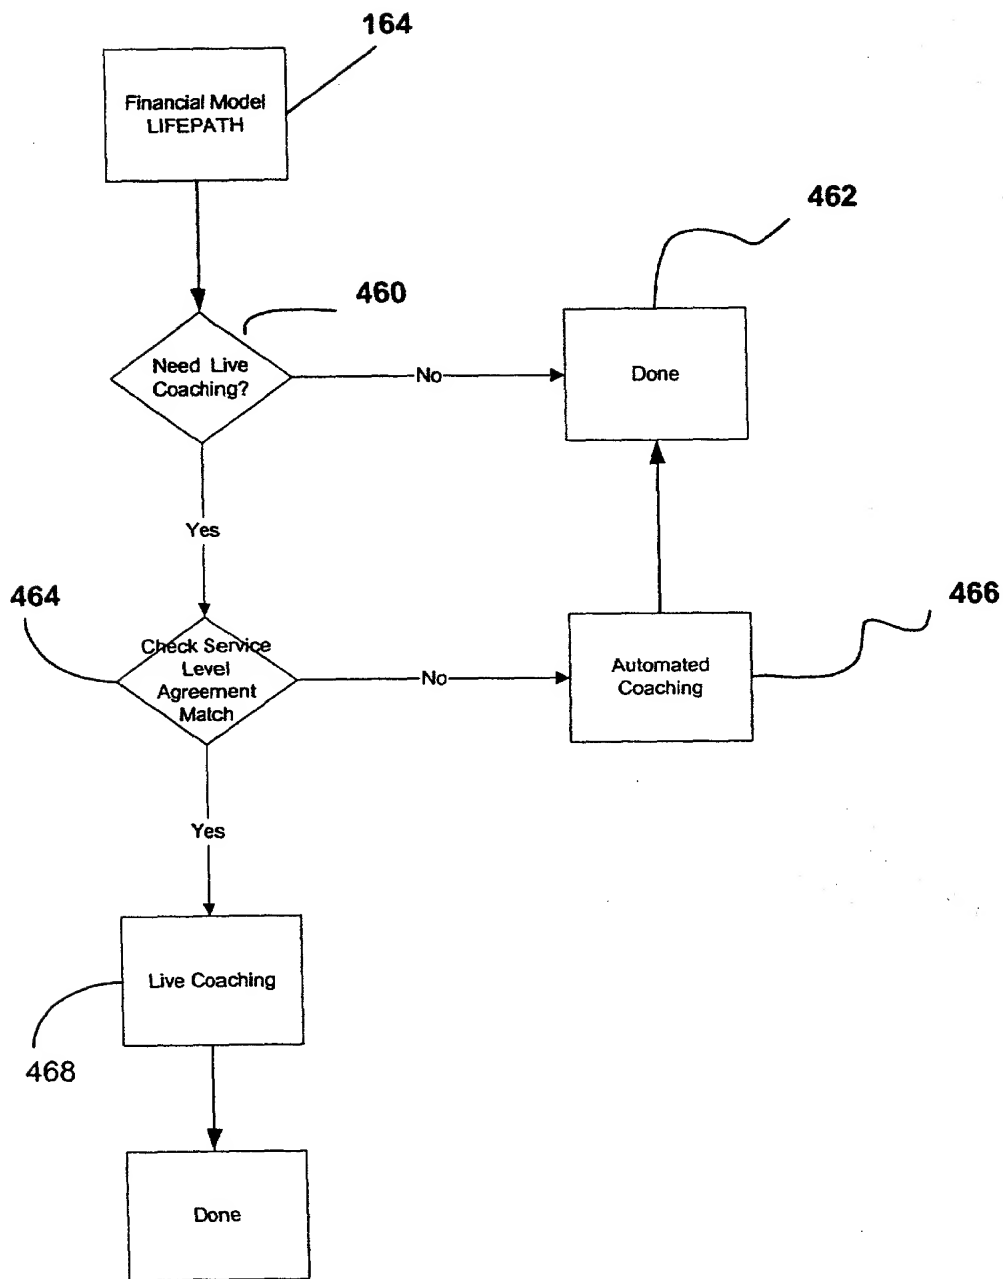 164
Financial Model
LIFEPATH
462
460
Need Live
Coaching?
No
Done
Yes
464
466
Check Service
Level
Agreement
Match
No
Automated
Coaching
Yes
Live Coaching
468
Done